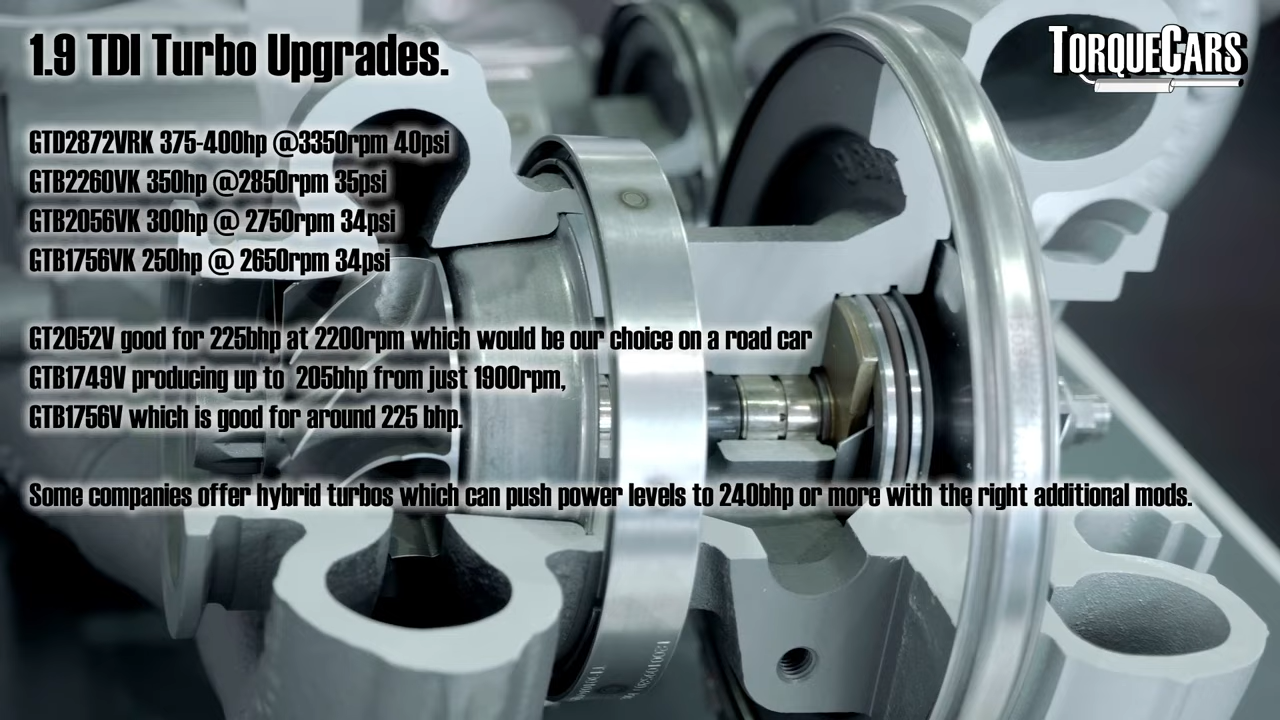 1.9 TDI Turbo Upgrades.
TORQUECARS
GTD2872VRK 375-400hp @3350rpm 40psi
GTB2260VK 350hp @2850rpm 35psi
GTB2056VK 300hp @ 2750rpm 34psi
GTB1756VK 250hp @ 2650rpm 34psi
GT2052V good for 225bhp at 2200rpm which would be our choice on a road car
GTB1749V producing up to 205bhp from just 1900rpm,
GTB1756V which is good for around 225 bhp.
Some companies offer hybrid turbos which can push power levels to 240bhp or more with the right additional mods.